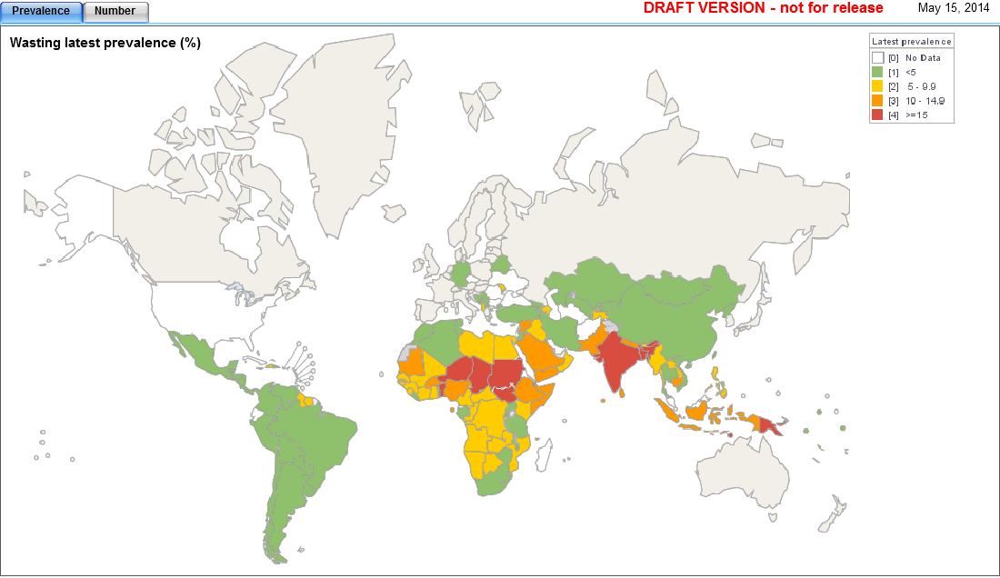 Prevalence Number DRAFT VERSION - not for release May 15, 2014
Wasting latest prevalence (%)
Latest prevalence
[0] No Data
[1] <5
[2] 5 - 9.9
[3] 10 - 14.9
[4] >=15